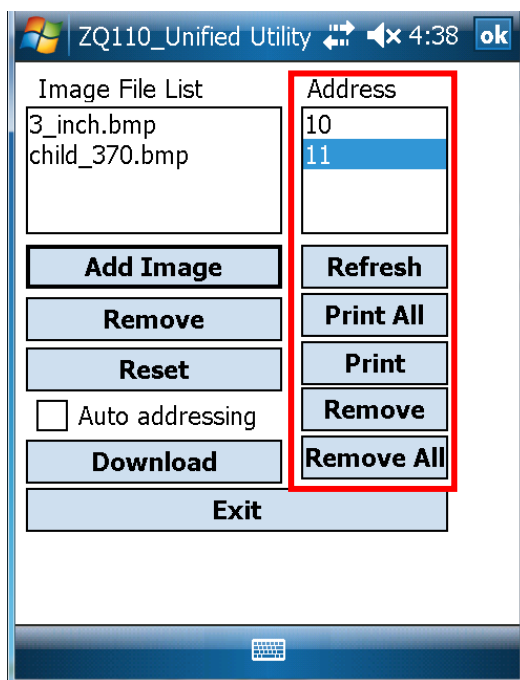 ZQ110_Unified Utility 4:38 ok
Image File List
3_inch.bmp
child_370.bmp
Add Image
Remove
Reset
Auto addressing
Download
Address
10
11
Refresh
Print All
Print
Remove
Remove All
Exit